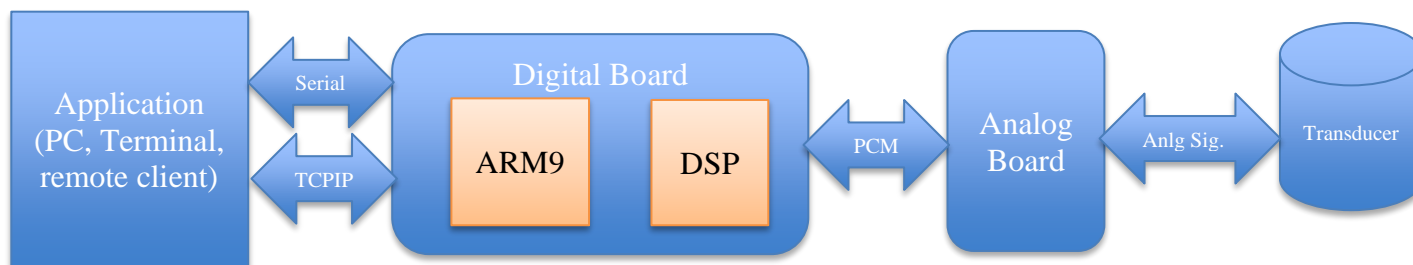 Application
(PC, Terminal,
remote client)
Serial
TCPIP
Digital Board
ARM9
DSP
PCM
Analog
Board
Anlg Sig.
Transducer